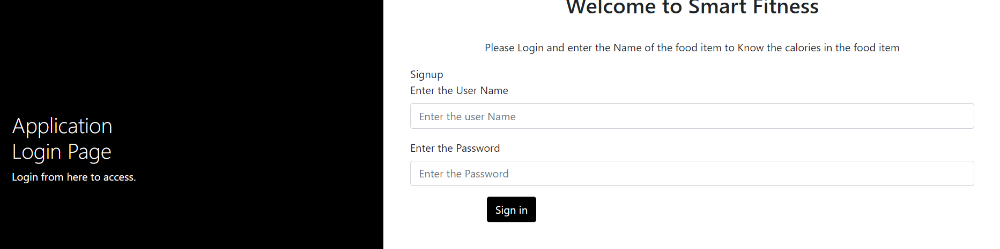 Welcome to Smart Fitness
Please Login and enter the Name of the food item to Know the calories in the food item
Signup
Enter the User Name
Enter the user Name
Enter the Password
Enter the Password
Sign in
Application
Login Page
Login from here to access.